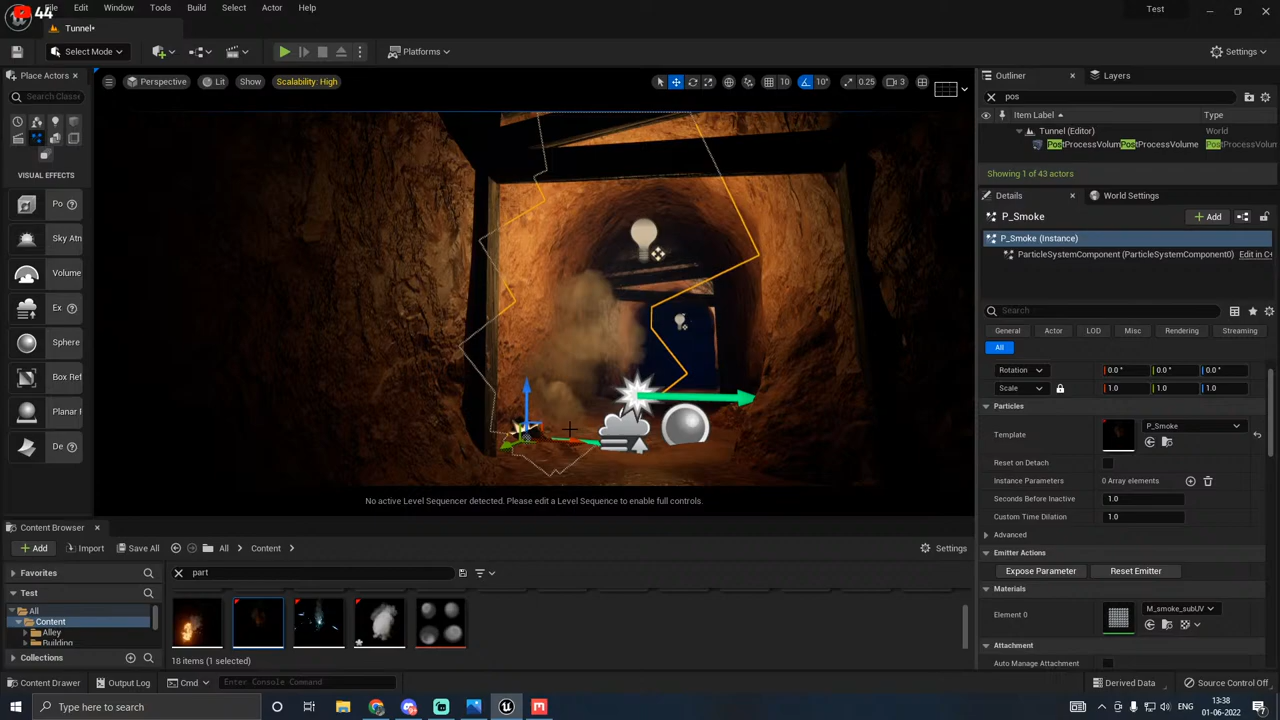 44
File Edit Window Tools Build Select Actor Help
Test
Tunnel*
Select Mode
Platforms
Settings
Place Actors
Search Classe
VISUAL EFFECTS
Po
Sky Atn
Volume
Ex
Sphere
Box Ret
Planar F
De
Perspective
Lit
Show
Scalability: High
10
10°
0.25
3
No active Level Sequencer detected. Please edit a Level Sequence to enable full controls.
Outliner
Layers
pos
Item Label
Type
Tunnel (Editor)
World
PostProcessVolumPostProcessVolume
PostProcessV
Showing 1 of 43 actors
Details
World Settings
P_Smoke
Add
P_Smoke (Instance)
ParticleSystemComponent (ParticleSystemComponent0)
Edit in C+
Search
General
Actor
LOD
Misc
Rendering
Streaming
All
Rotation
0.0 °
0.0 °
0.0 °
Scale
1.0
1.0
1.0
Particles
Template
P_Smoke
Reset on Detach
Instance Parameters
0 Array elements
Seconds Before Inactive
1.0
Custom Time Dilation
1.0
Advanced
Emitter Actions
Expose Parameter
Reset Emitter
Materials
Element 0
M_smoke_subUV
Attachment
Auto Manage Attachment
Content Browser
Add
Import
Save All
All
Content
Settings
Favorites
Test
All
Content
Alley
Building
Collections
part
18 items (1 selected)
Content Drawer
Output Log
Cmd
Enter Console Command
Derived Data
Source Control Off
Type here to search
ENG
13:38
01-06-2022